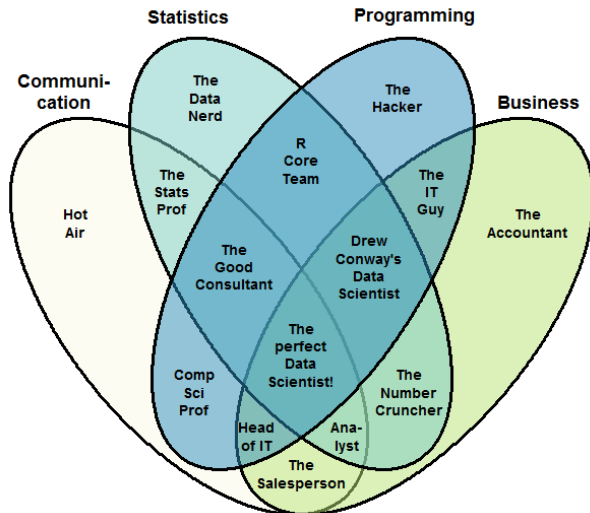 Statistics
Programming
Communi-
cation
Business
The
Data
Nerd
The
Hacker
R
Core
Team
The
Stats
Prof
The
IT
Guy
Hot
Air
The
Accountant
The
Good
Consultant
Drew
Conway's
Data
Scientist
The
perfect
Data
Scientist!
Comp
Sci
Prof
The
Number
Cruncher
Head
of IT
Ana-
lyst
The
Salesperson